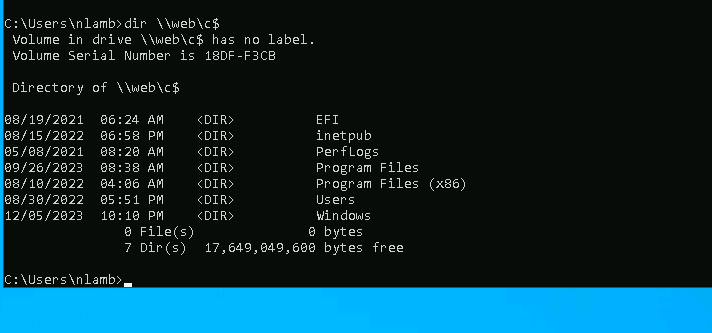 C:\Users\nlamb>dir \\web\c$
 Volume in drive \\web\c$ has no label.
 Volume Serial Number is 18DF-F3CB

 Directory of \\web\c$

08/19/2021  06:24 AM    <DIR>          EFI
08/15/2022  06:58 PM    <DIR>          inetpub
05/08/2021  08:20 AM    <DIR>          PerfLogs
09/26/2023  08:38 AM    <DIR>          Program Files
08/10/2022  04:06 AM    <DIR>          Program Files (x86)
08/30/2022  05:51 PM    <DIR>          Users
12/05/2023  10:10 PM    <DIR>          Windows
               0 File(s)              0 bytes
               7 Dir(s)  17,649,049,600 bytes free

C:\Users\nlamb>